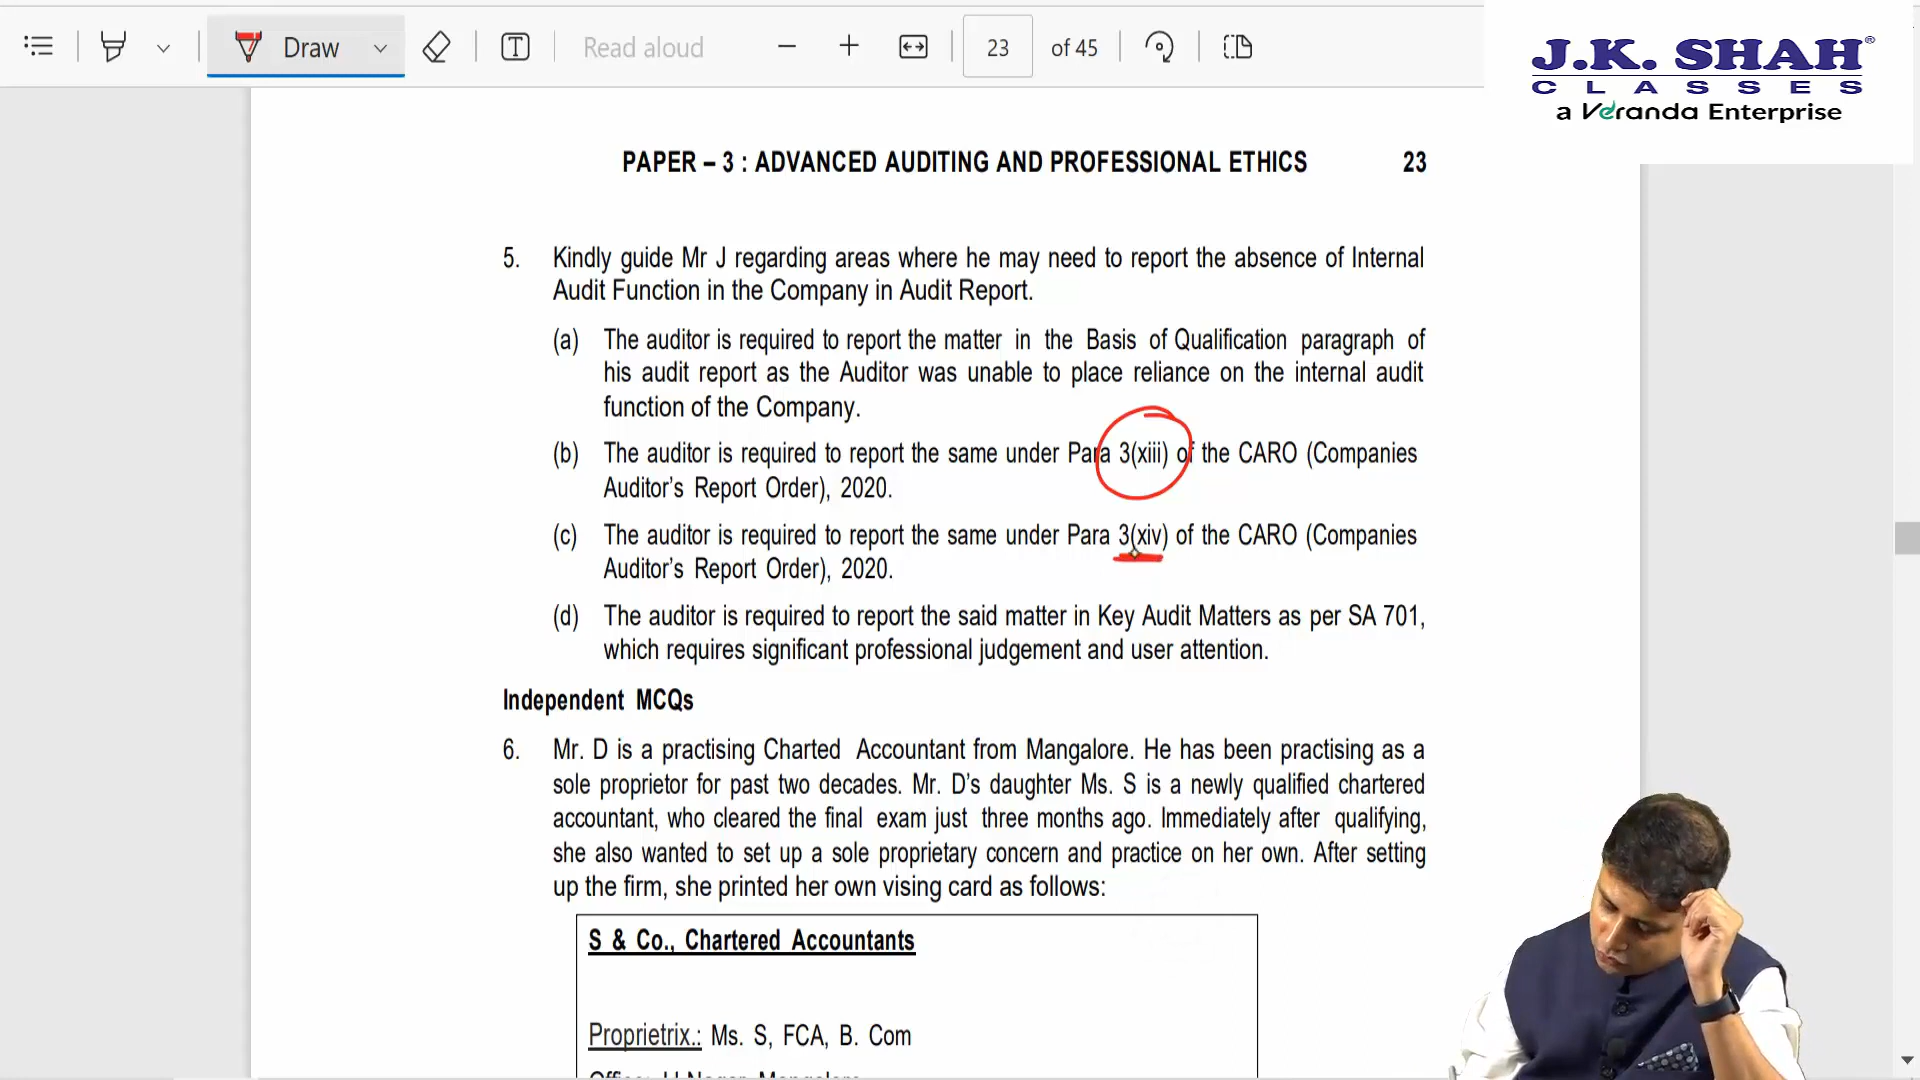 Draw
Read aloud
23
of 45
J.K. SHAH®
CLASSES
a Veranda Enterprise
PAPER – 3 : ADVANCED AUDITING AND PROFESSIONAL ETHICS 23
5. Kindly guide Mr J regarding areas where he may need to report the absence of Internal
Audit Function in the Company in Audit Report.
(a) The auditor is required to report the matter in the Basis of Qualification paragraph of
his audit report as the Auditor was unable to place reliance on the internal audit
function of the Company.
(b) The auditor is required to report the same under Para 3(xiii) of the CARO (Companies
Auditor’s Report Order), 2020.
(c) The auditor is required to report the same under Para 3(xiv) of the CARO (Companies
Auditor’s Report Order), 2020.
(d) The auditor is required to report the said matter in Key Audit Matters as per SA 701,
which requires significant professional judgement and user attention.
Independent MCQs
6. Mr. D is a practising Charted Accountant from Mangalore. He has been practising as a
sole proprietor for past two decades. Mr. D’s daughter Ms. S is a newly qualified chartered
accountant, who cleared the final exam just three months ago. Immediately after qualifying,
she also wanted to set up a sole proprietary concern and practice on her own. After setting
up the firm, she printed her own vising card as follows:
S & Co., Chartered Accountants
Proprietrix.: Ms. S, FCA, B. Com